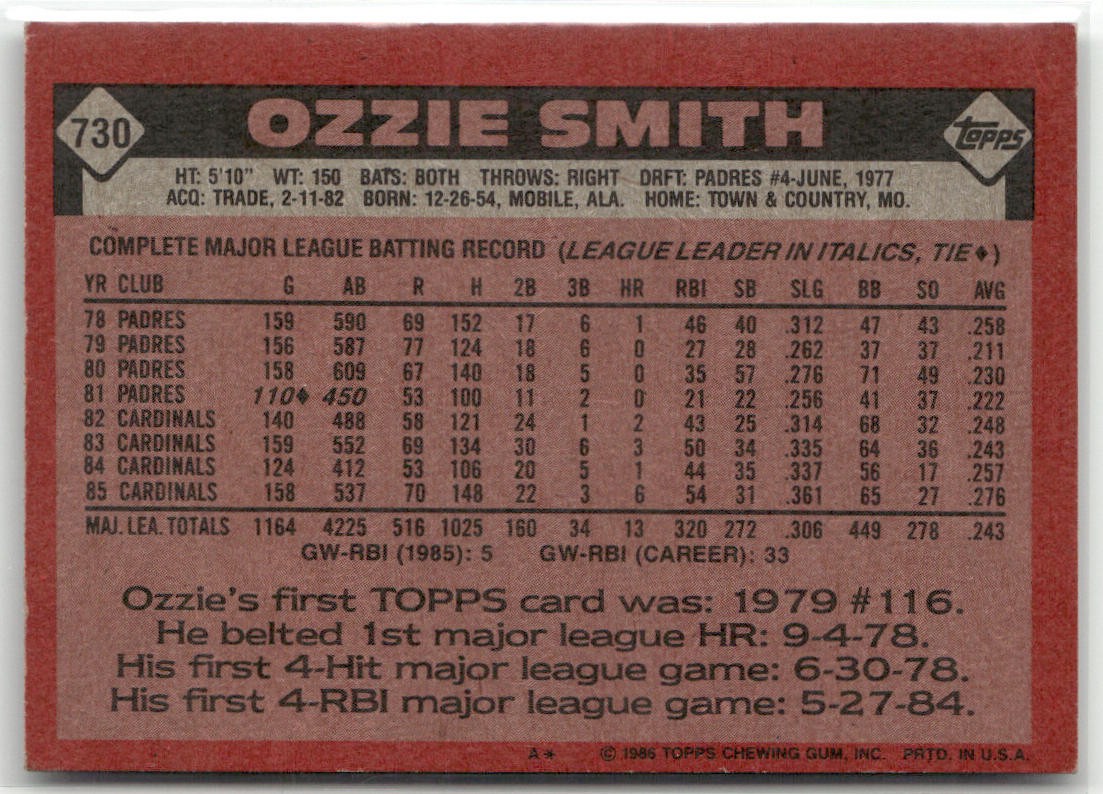 730 OZZIE SMITH TOPPS
HT: 5'10" WT: 150 BATS: BOTH THROWS: RIGHT DRFT: PADRES #4-JUNE, 1977
ACQ: TRADE, 2-11-82 BORN: 12-26-54, MOBILE, ALA. HOME: TOWN & COUNTRY, MO.
COMPLETE MAJOR LEAGUE BATTING RECORD (LEAGUE LEADER IN ITALICS, TIE♦)
YR CLUB G AB R H 2B 3B HR RBI SB SLG BB SO AVG
78 PADRES 159 590 69 152 17 6 1 46 40 .312 47 43 .258
79 PADRES 156 587 77 124 18 6 0 27 28 .262 37 37 .211
80 PADRES 158 609 67 140 18 5 0 35 57 .276 71 49 .230
81 PADRES 110♦ 450 53 100 11 2 0 21 22 .256 41 37 .222
82 CARDINALS 140 488 58 121 24 1 2 43 25 .314 68 32 .248
83 CARDINALS 159 552 69 134 30 6 3 50 34 .335 64 36 .243
84 CARDINALS 124 412 53 106 20 5 1 44 35 .337 56 17 .257
85 CARDINALS 158 537 70 148 22 3 6 54 31 .361 65 27 .276
MAJ. LEA. TOTALS 1164 4225 516 1025 160 34 13 320 272 .306 449 278 .243
GW-RBI (1985): 5 GW-RBI (CAREER): 33
Ozzie's first TOPPS card was: 1979 #116.
He belted 1st major league HR: 9-4-78.
His first 4-Hit major league game: 6-30-78.
His first 4-RBI major league game: 5-27-84.
A* © 1986 TOPPS CHEWING GUM, INC. PRTD. IN U.S.A.